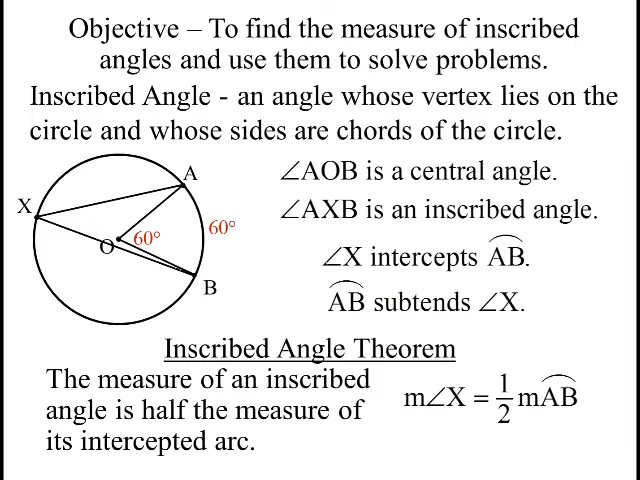 Objective – To find the measure of inscribed
angles and use them to solve problems.
Inscribed Angle - an angle whose vertex lies on the
circle and whose sides are chords of the circle.
A
X
O
60°
60°
B
∠AOB is a central angle.
∠AXB is an inscribed angle.
∠X intercepts AB.
AB subtends ∠X.
Inscribed Angle Theorem
The measure of an inscribed
angle is half the measure of
its intercepted arc.
m∠X = 1/2 mAB